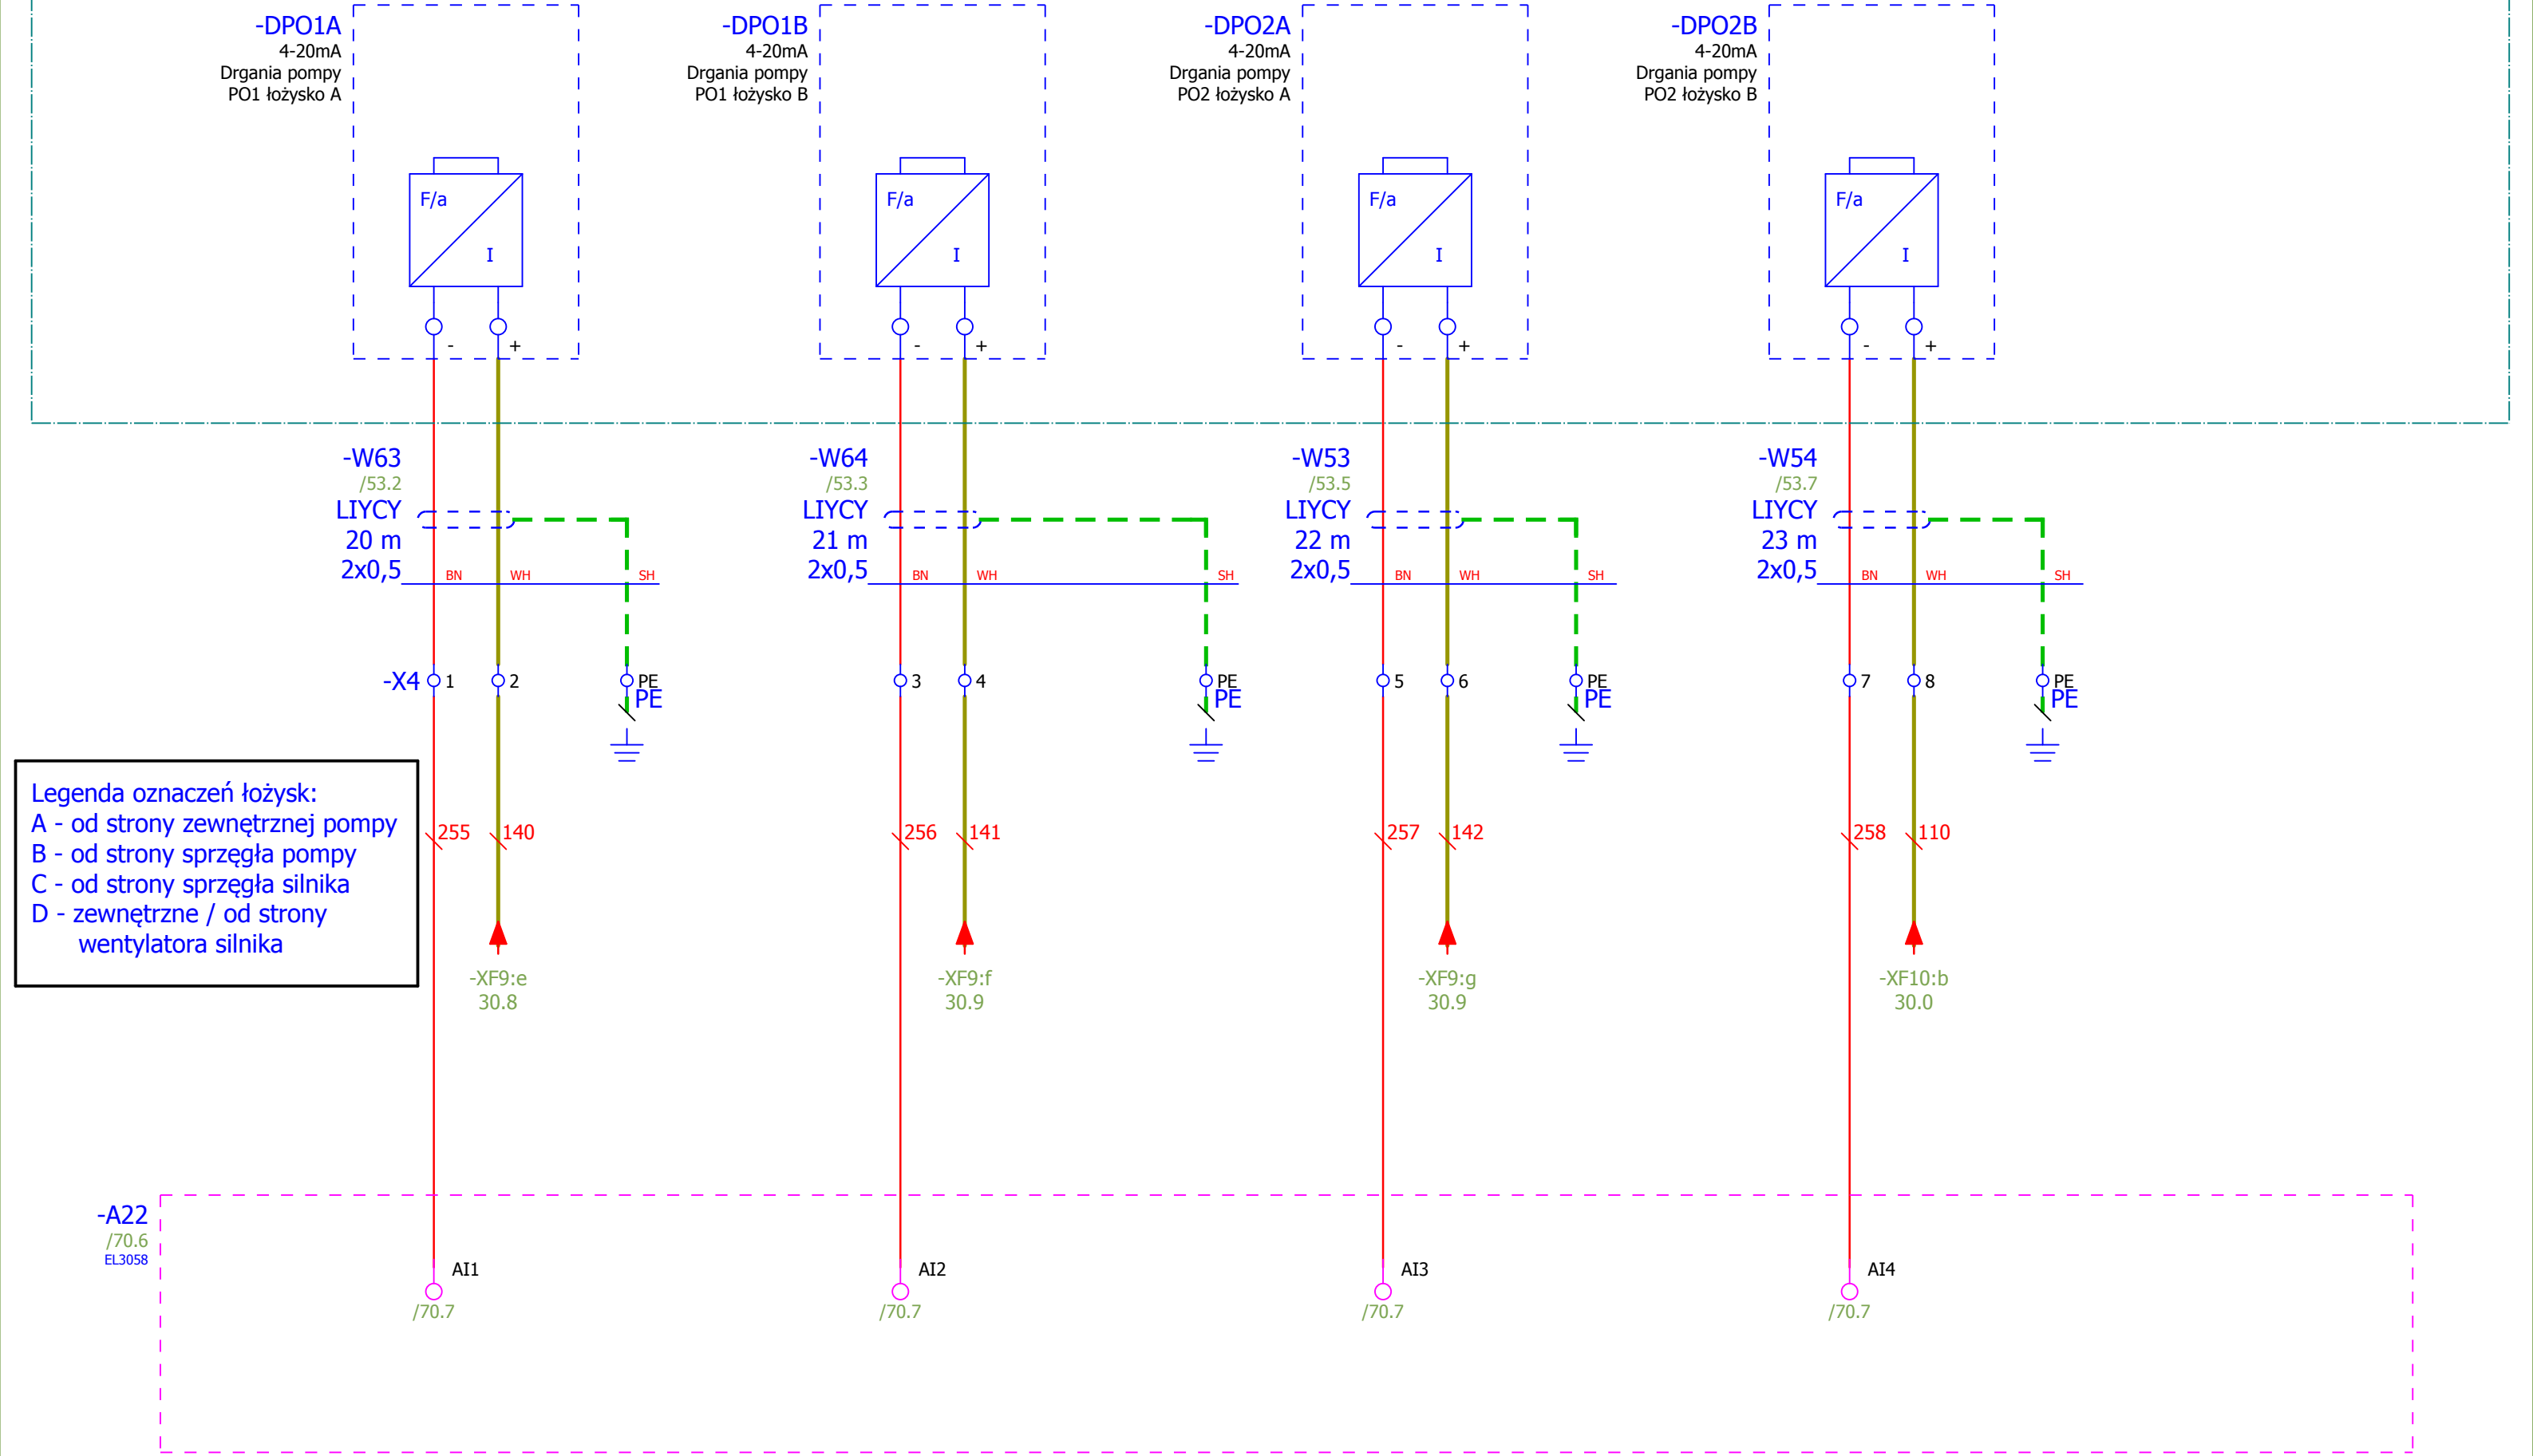 -DPO1A
4-20mA
Drgania pompy
PO1 łożysko A
-DPO1B
4-20mA
Drgania pompy
PO1 łożysko B
-DPO2A
4-20mA
Drgania pompy
PO2 łożysko A
-DPO2B
4-20mA
Drgania pompy
PO2 łożysko B
F/a
I
F/a
I
F/a
I
F/a
I
- +
- +
- +
- +
-W63
/53.2
LIYCY
20 m
2x0,5
BN WH SH
-W64
/53.3
LIYCY
21 m
2x0,5
BN WH SH
-W53
/53.5
LIYCY
22 m
2x0,5
BN WH SH
-W54
/53.7
LIYCY
23 m
2x0,5
BN WH SH
-X4 1 2 PE
PE
3 4 PE
PE
5 6 PE
PE
7 8 PE
PE
Legenda oznaczeń łożysk:
A - od strony zewnętrznej pompy
B - od strony sprzęgła pompy
C - od strony sprzęgła silnika
D - zewnętrzne / od strony
wentylatora silnika
255 140
256 141
257 142
258 110
-XF9:e
30.8
-XF9:f
30.9
-XF9:g
30.9
-XF10:b
30.0
-A22
/70.6
EL3058
AI1
/70.7
AI2
/70.7
AI3
/70.7
AI4
/70.7